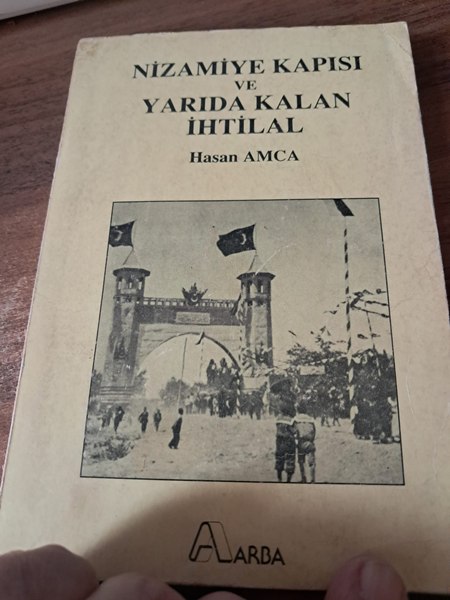 NİZAMİYE KAPISI
VE
YARIDA KALAN
İHTİLAL
Hasan AMCA
ARBA